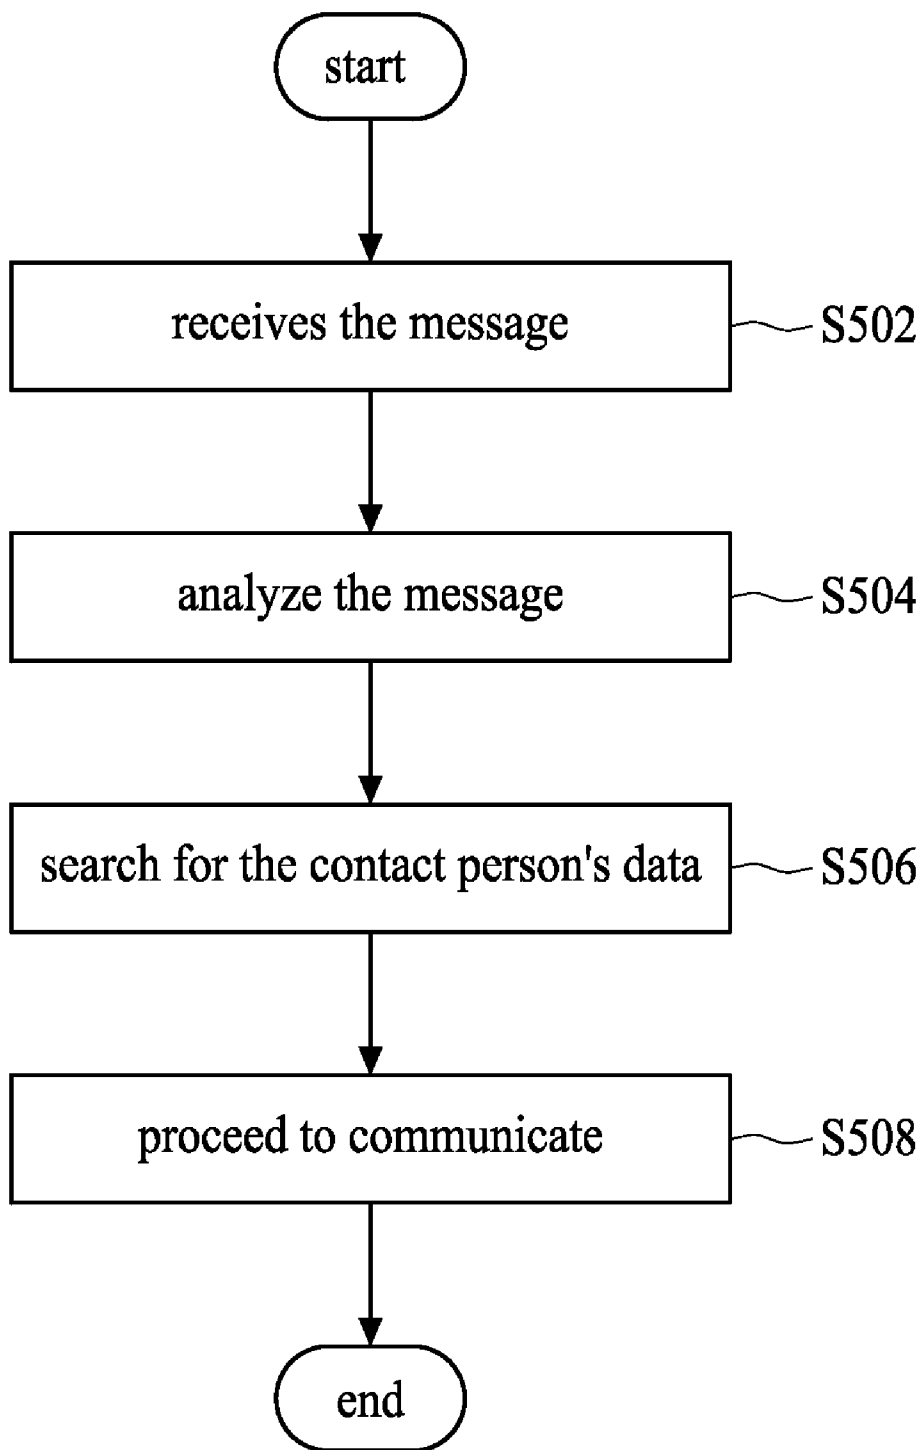 start
receives the message
S502
analyze the message
S504
search for the contact person's data
S506
proceed to communicate
S508
end